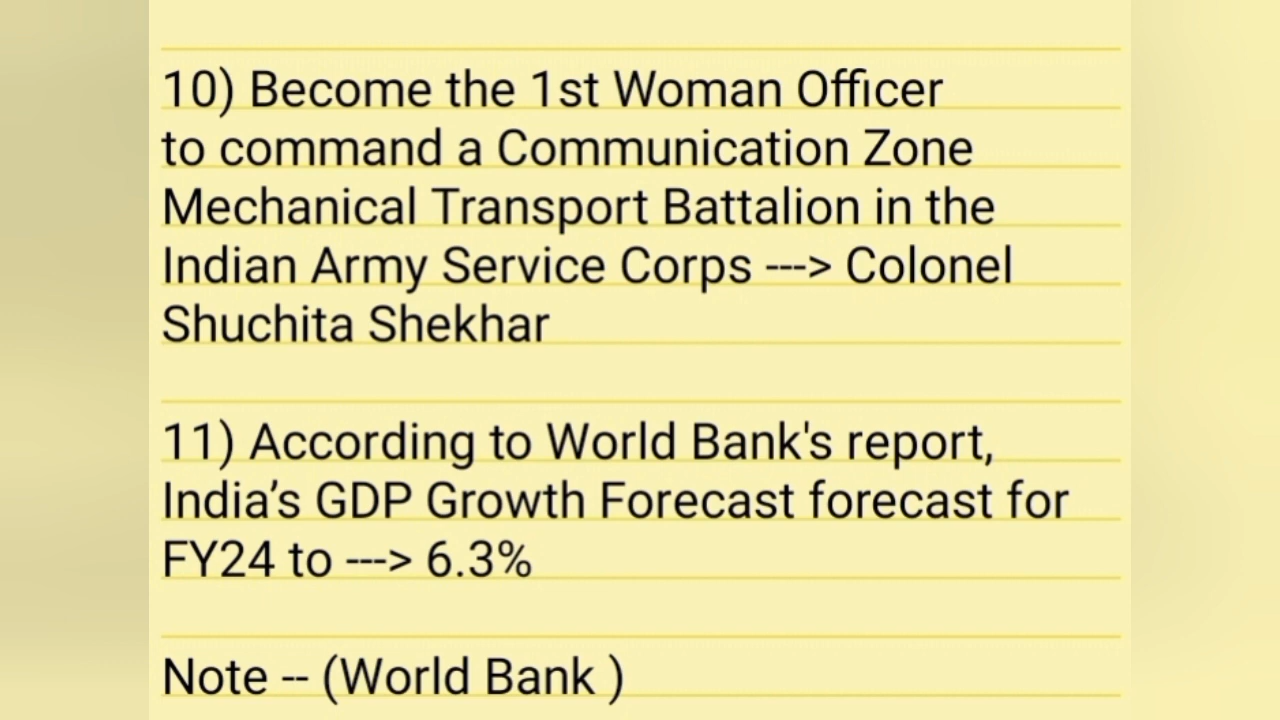 10) Become the 1st Woman Officer
to command a Communication Zone
Mechanical Transport Battalion in the
Indian Army Service Corps ---> Colonel
Shuchita Shekhar
11) According to World Bank's report,
India’s GDP Growth Forecast forecast for
FY24 to ---> 6.3%
Note -- (World Bank )